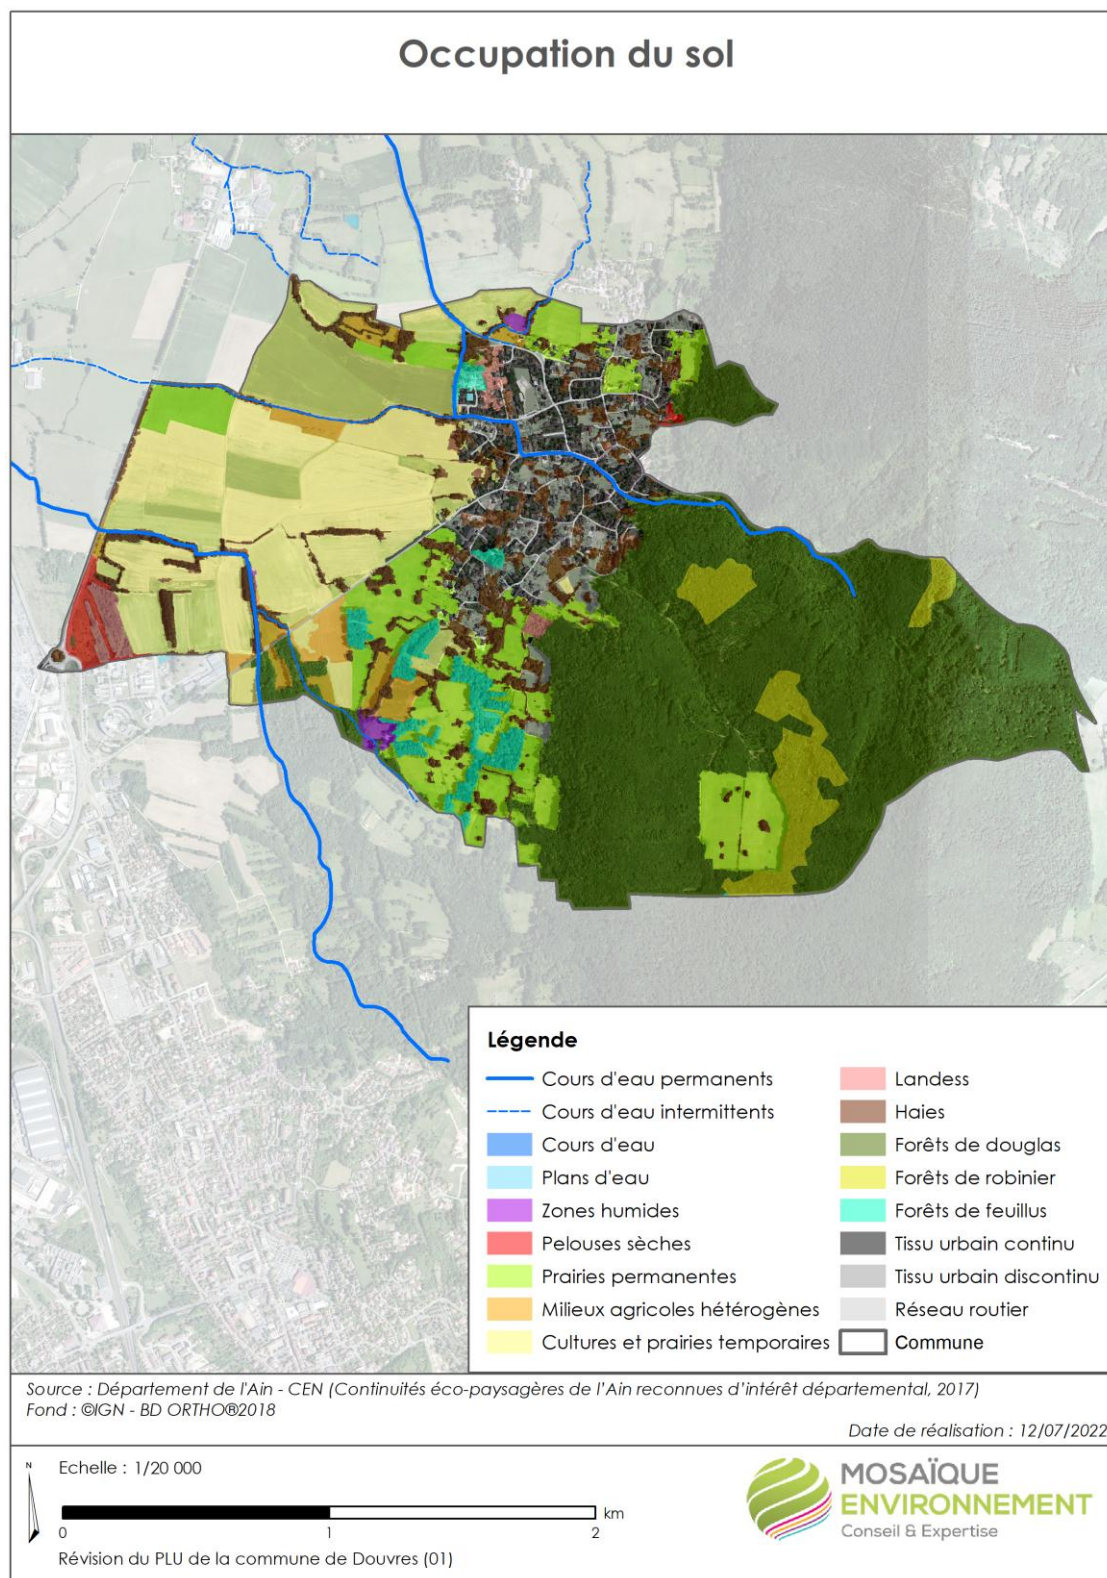 Occupation du sol
Légende
Cours d'eau permanents
Cours d'eau intermittents
Cours d'eau
Plans d'eau
Zones humides
Pelouses sèches
Prairies permanentes
Milieux agricoles hétérogènes
Cultures et prairies temporaires
Landess
Haies
Forêts de douglas
Forêts de robinier
Forêts de feuillus
Tissu urbain continu
Tissu urbain discontinu
Réseau routier
Commune
Source : Département de l'Ain - CEN (Continuités éco-paysagères de l'Ain reconnues d'intérêt départemental, 2017)
Fond : ©IGN - BD ORTHO®2018
Date de réalisation : 12/07/2022
N
Echelle : 1/20 000
km
0 1 2
Révision du PLU de la commune de Douvres (01)
MOSAÏQUE
ENVIRONNEMENT
Conseil & Expertise